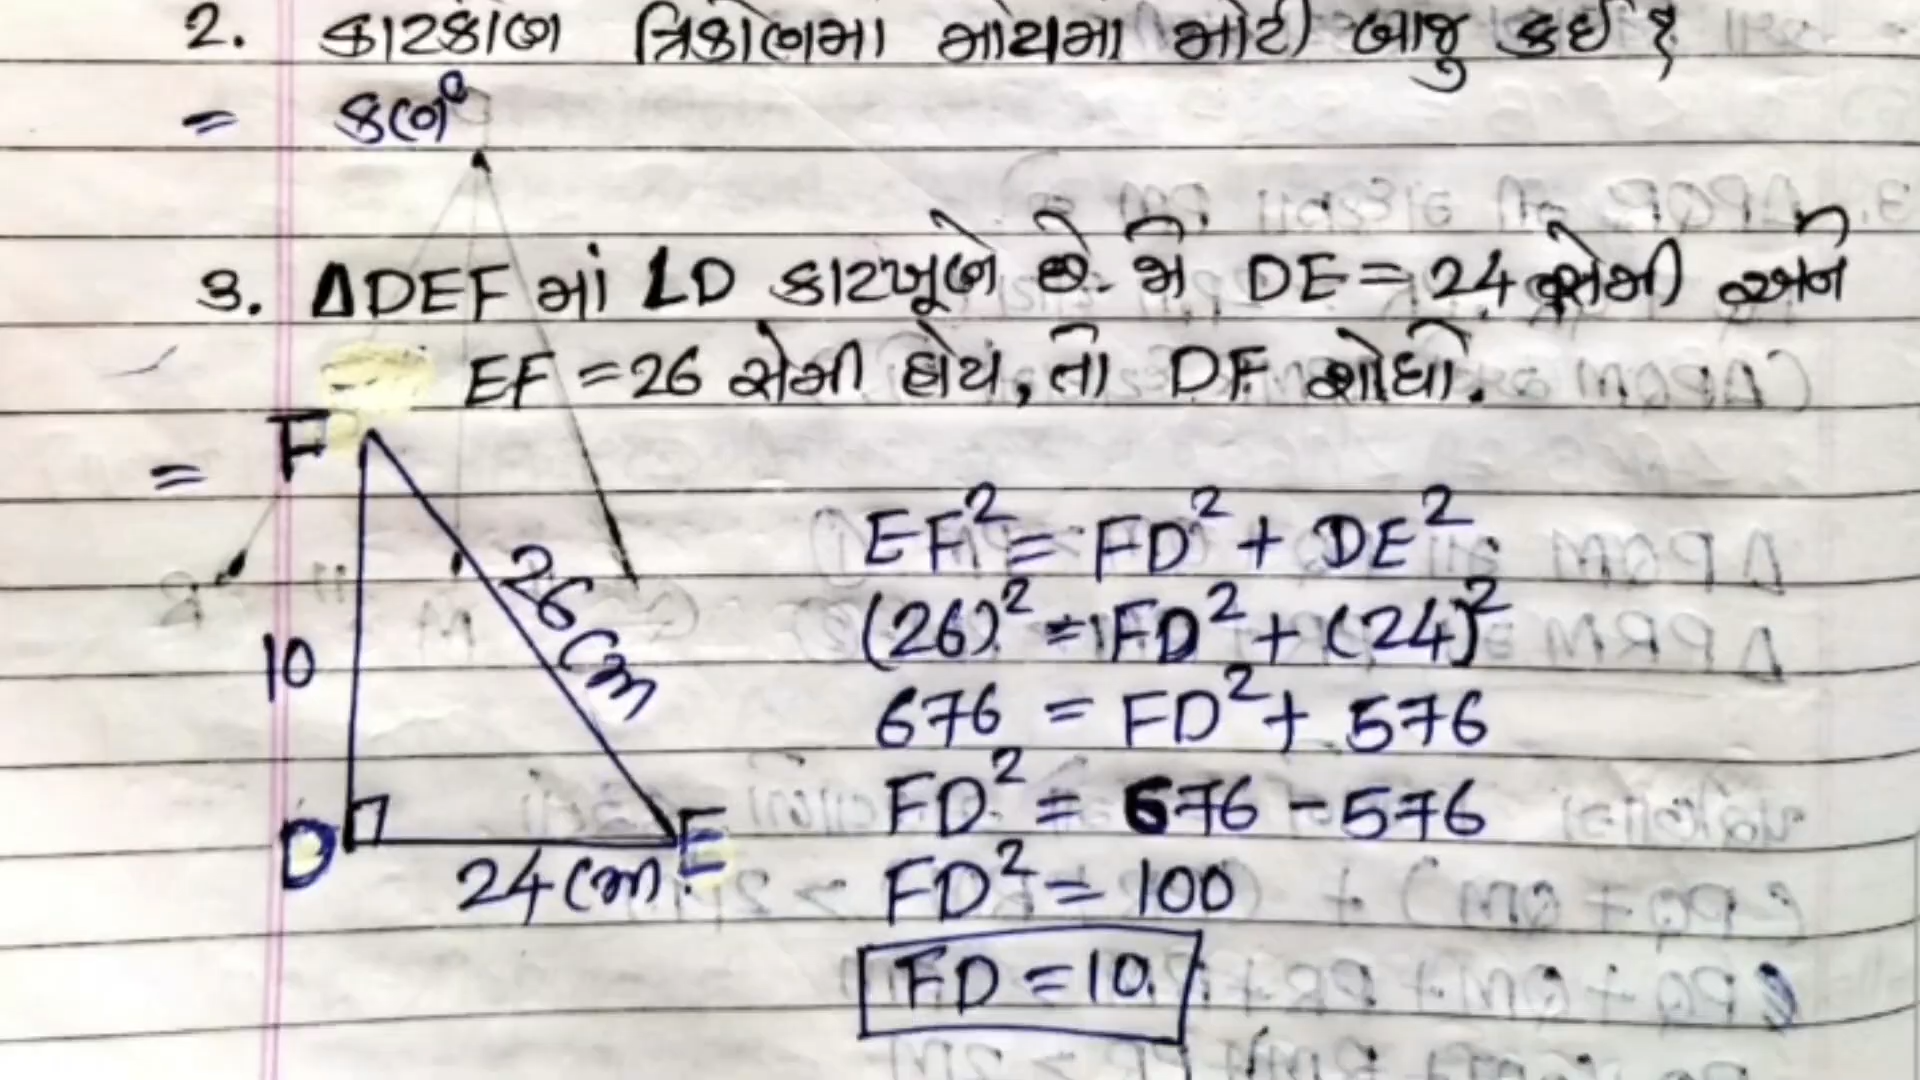 2. કાટકોણ ત્રિકોણમાં સૌથીમાં મોટી બાજુ કઈ ?
= કર્ણ
3. ΔDEF માં ∠D કાટખૂણે છે. જો DE = 24 સેમી અને
EF = 26 સેમી હોય, તો DF શોધો.
=
F
26 cm
10
D
E
24 cm
EF² = FD² + DE²
(26)² = FD² + (24)²
676 = FD² + 576
FD² = 676 - 576
FD² = 100
FD = 10.